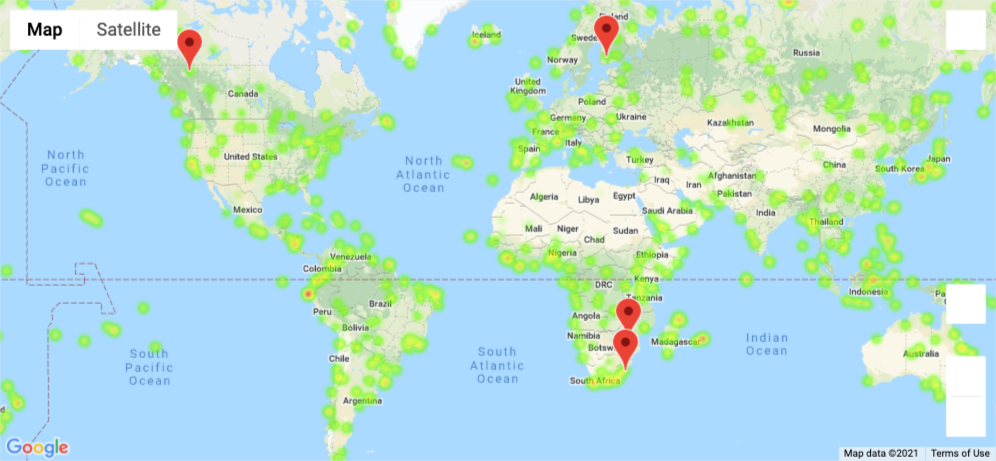 Map
Satellite
Iceland
Finland
Sweden
Norway
Russia
United
Kingdom
Canada
Poland
Germany
Ukraine
France
Kazakhstan
Mongolia
Italy
Spain
United States
Turkey
China
Japan
South Korea
North
Pacific
Ocean
North
Atlantic
Ocean
Afghanistan
Iraq
Iran
Pakistan
Algeria
Libya
Egypt
Saudi Arabia
India
Mexico
Mali
Niger
Chad
Sudan
Thailand
Nigeria
Ethiopia
Venezuela
Colombia
Kenya
DRC
Indonesia
Tanzania
Brazil
Peru
Angola
Bolivia
Namibia
Madagascar
Botsw
Indian
Ocean
South
Pacific
Ocean
South
Atlantic
Ocean
Australia
Chile
South Africa
Argentina
Google
Map data ©2021
Terms of Use